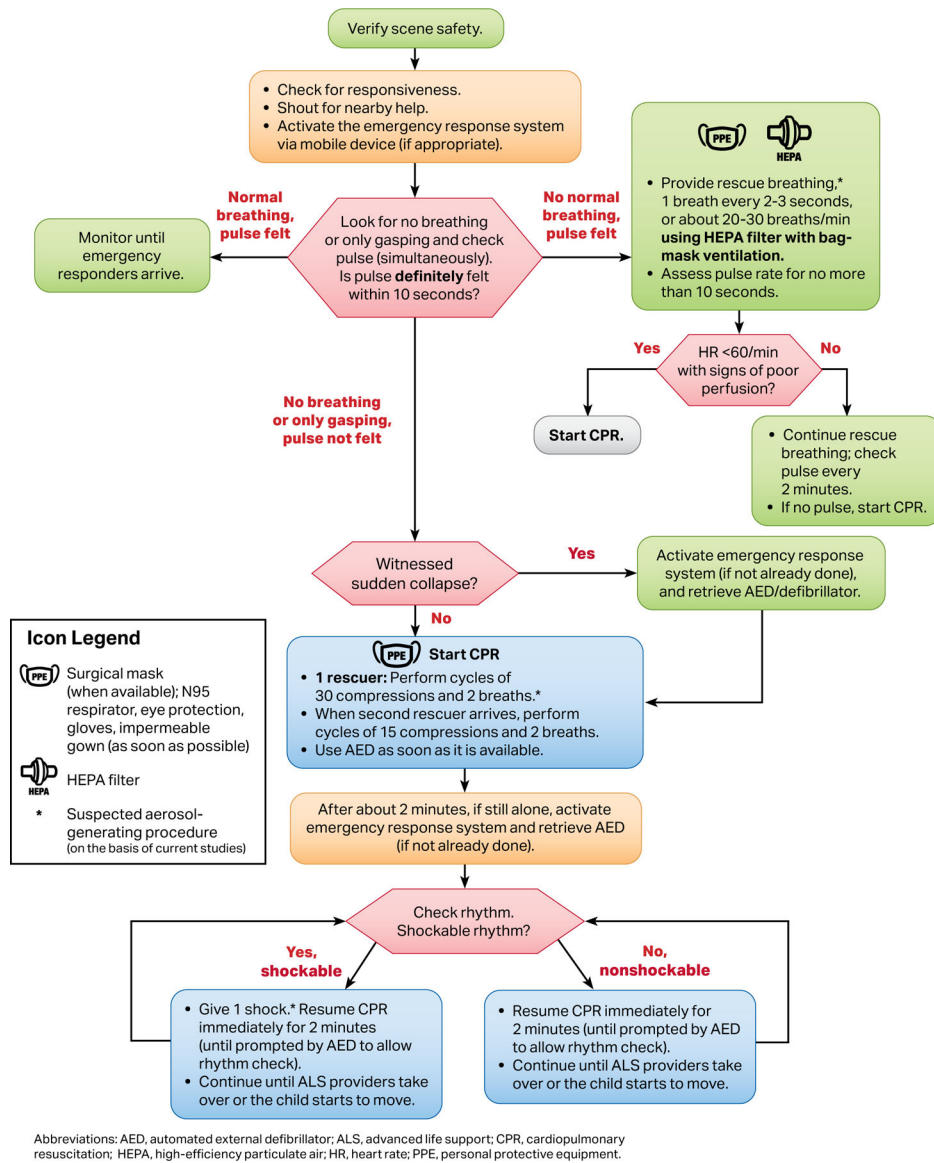 Verify scene safety.
• Check for responsiveness.
• Shout for nearby help.
• Activate the emergency response system
via mobile device (if appropriate).
PPE
HEPA
• Provide rescue breathing,*
1 breath every 2-3 seconds,
or about 20-30 breaths/min
using HEPA filter with bag-
mask ventilation.
• Assess pulse rate for no more
than 10 seconds.
Normal
breathing,
pulse felt
No normal
breathing,
pulse felt
Look for no breathing
or only gasping and check
pulse (simultaneously).
Is pulse definitely felt
within 10 seconds?
Monitor until
emergency
responders arrive.
HR <60/min
with signs of poor
perfusion?
Yes
No
Start CPR.
• Continue rescue
breathing; check
pulse every
2 minutes.
• If no pulse, start CPR.
No breathing
or only gasping,
pulse not felt
Witnessed
sudden collapse?
Yes
Activate emergency response
system (if not already done),
and retrieve AED/defibrillator.
No
PPE
Start CPR
• 1 rescuer: Perform cycles of
30 compressions and 2 breaths.*
• When second rescuer arrives, perform
cycles of 15 compressions and 2 breaths.
• Use AED as soon as it is available.
Icon Legend
PPE
Surgical mask
(when available); N95
respirator, eye protection,
gloves, impermeable
gown (as soon as possible)
HEPA
HEPA filter
* Suspected aerosol-
generating procedure
(on the basis of current studies)
After about 2 minutes, if still alone, activate
emergency response system and retrieve AED
(if not already done).
Check rhythm.
Shockable rhythm?
Yes,
shockable
No,
nonshockable
• Give 1 shock.* Resume CPR
immediately for 2 minutes
(until prompted by AED to allow
rhythm check).
• Continue until ALS providers take
over or the child starts to move.
• Resume CPR immediately for
2 minutes (until prompted by AED
to allow rhythm check).
• Continue until ALS providers take
over or the child starts to move.
Abbreviations: AED, automated external defibrillator; ALS, advanced life support; CPR, cardiopulmonary
resuscitation; HEPA, high-efficiency particulate air; HR, heart rate; PPE, personal protective equipment.